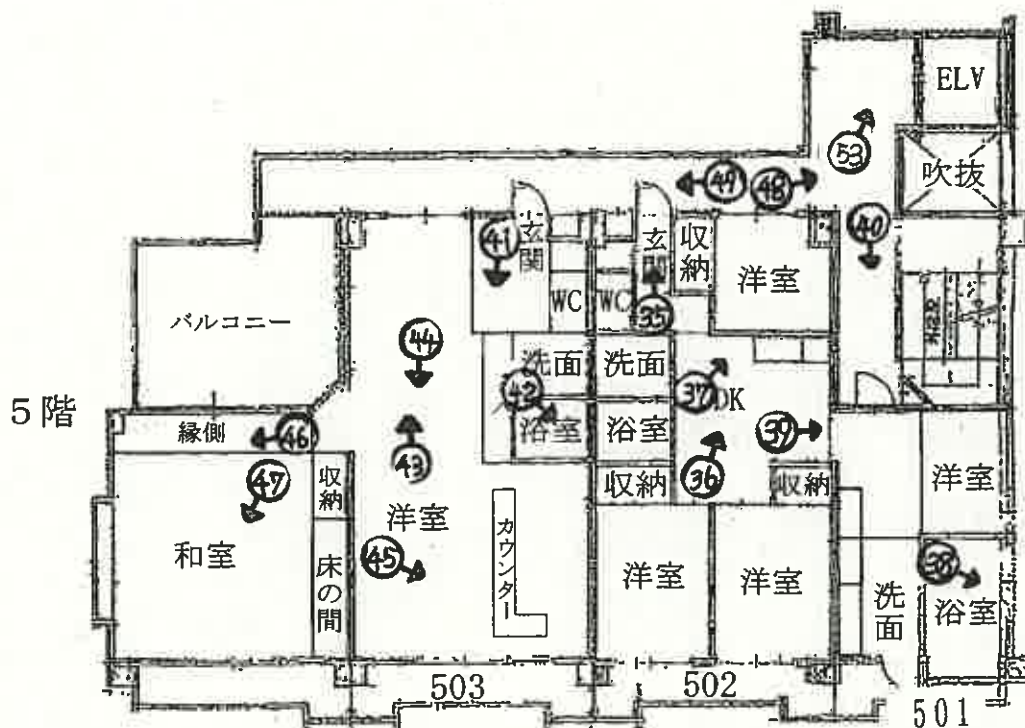 ELV
53
吹抜
49
48
41
玄関
玄関
収納
40
洋室
WC
WC
35
バルコニー
44
洗面
洗面
37
DK
5階
42
縁側
46
43
浴室
浴室
39
47
収納
36
収納
収納
洋室
洋室
和室
45
カウンター
床の間
洋室
洋室
38
洗面
浴室
503
502
501